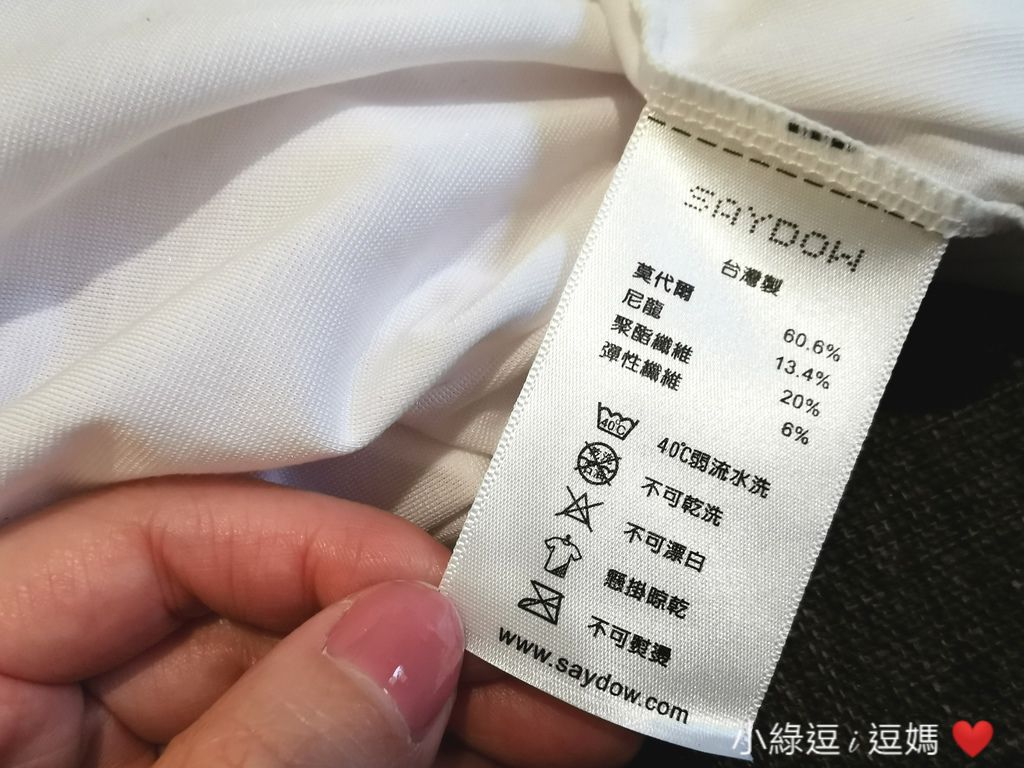 SAYDOW
台灣製
莫代爾 60.6%
尼龍 13.4%
聚酯纖維 20%
彈性纖維 6%
40℃ 40℃弱流水洗
不可乾洗
不可漂白
懸掛晾乾
不可熨燙
www.saydow.com
小綠逗 i 逗媽 ❤️